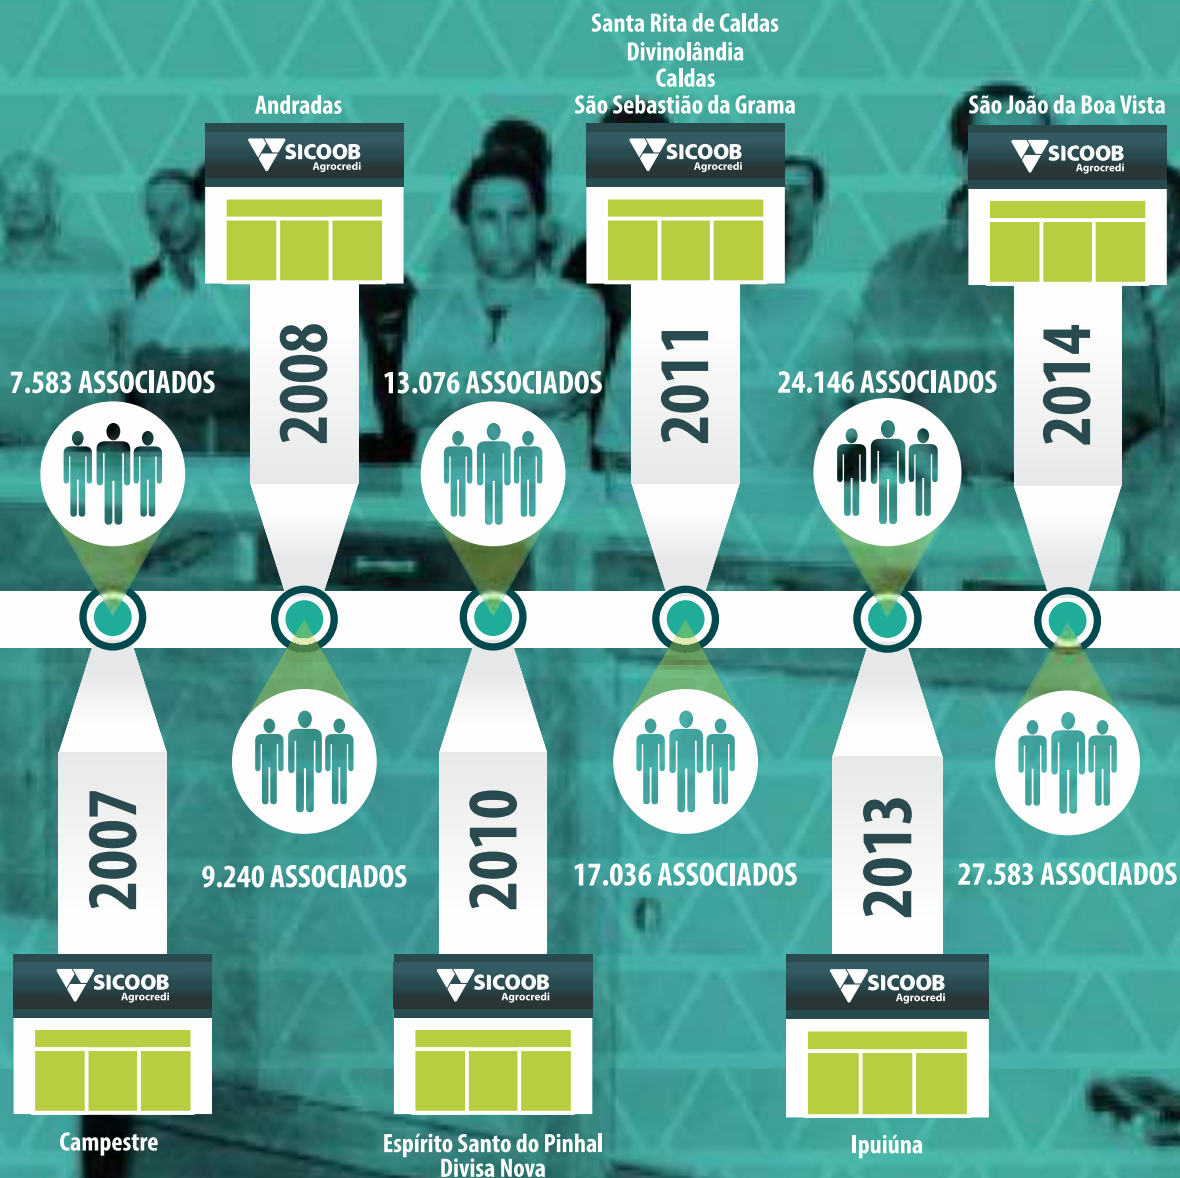 Santa Rita de Caldas
Divinolândia
Caldas
São Sebastião da Grama
Andradas
São João da Boa Vista
SICOOB
Agrocredi
SICOOB
Agrocredi
SICOOB
Agrocredi
2008
2011
2014
7.583 ASSOCIADOS
13.076 ASSOCIADOS
24.146 ASSOCIADOS
2007
2010
2013
9.240 ASSOCIADOS
17.036 ASSOCIADOS
27.583 ASSOCIADOS
SICOOB
Agrocredi
SICOOB
Agrocredi
SICOOB
Agrocredi
Campestre
Espírito Santo do Pinhal
Divisa Nova
Ipuiúna